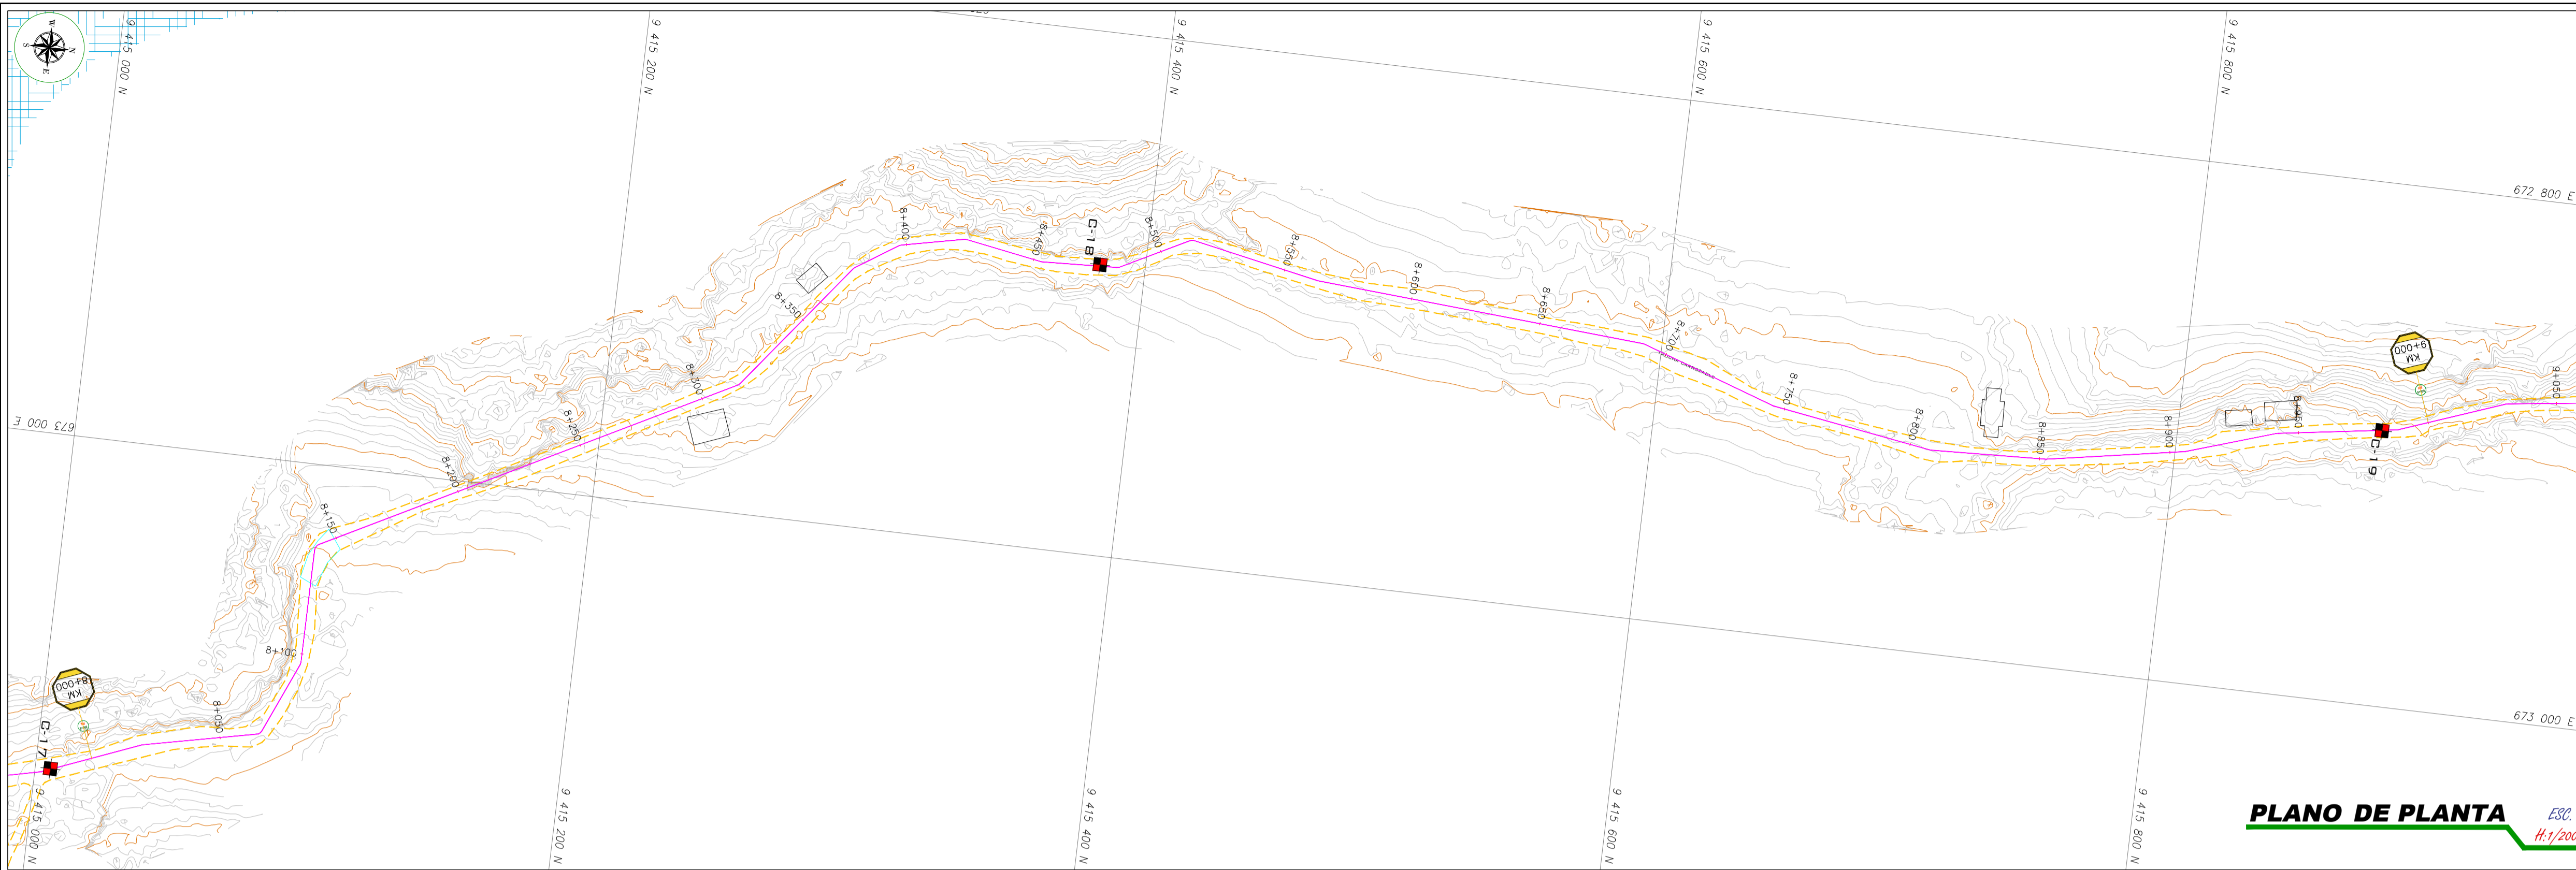 W
S
N
E
9 415 000 N
9 415 200 N
9 415 400 N
9 415 600 N
9 415 800 N
672 800 E
673 000 E
KM
8+000
C-17
8+050
8+100
8+150
8+200
8+250
8+300
8+350
8+400
8+450
C-18
8+500
8+550
8+600
8+650
8+700
8+750
8+800
8+850
8+900
8+950
KM
9+000
C-19
9+050
673 000 E
9 415 000 N
9 415 200 N
9 415 400 N
9 415 600 N
9 415 800 N
PLANO DE PLANTA
ESC.
H:1/200